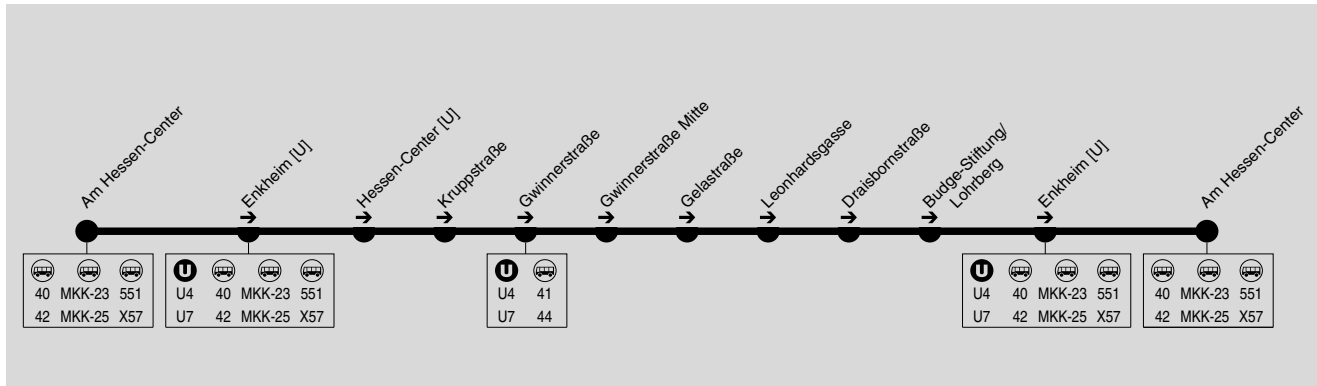 Am Hessen-Center
Enkheim [U]
Hessen-Center [U]
Kruppstraße
Gwinnerstraße
Gwinnerstraße Mitte
Gelastraße
Leonhardsgasse
Draisbornstraße
Budge-Stiftung/
Lohrberg
Enkheim [U]
Am Hessen-Center
40 MKK-23 551
42 MKK-25 X57
U
U4 40 MKK-23 551
U7 42 MKK-25 X57
U
U4 41
U7 44
U
U4 40 MKK-23 551
U7 42 MKK-25 X57
40 MKK-23 551
42 MKK-25 X57